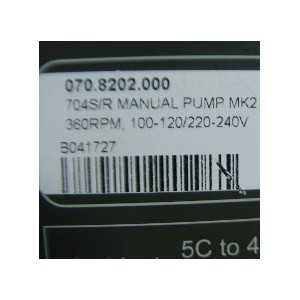 070.8202.000
704S/R MANUAL PUMP MK2
360RPM, 100-120/220-240V
B041727
5C to 4